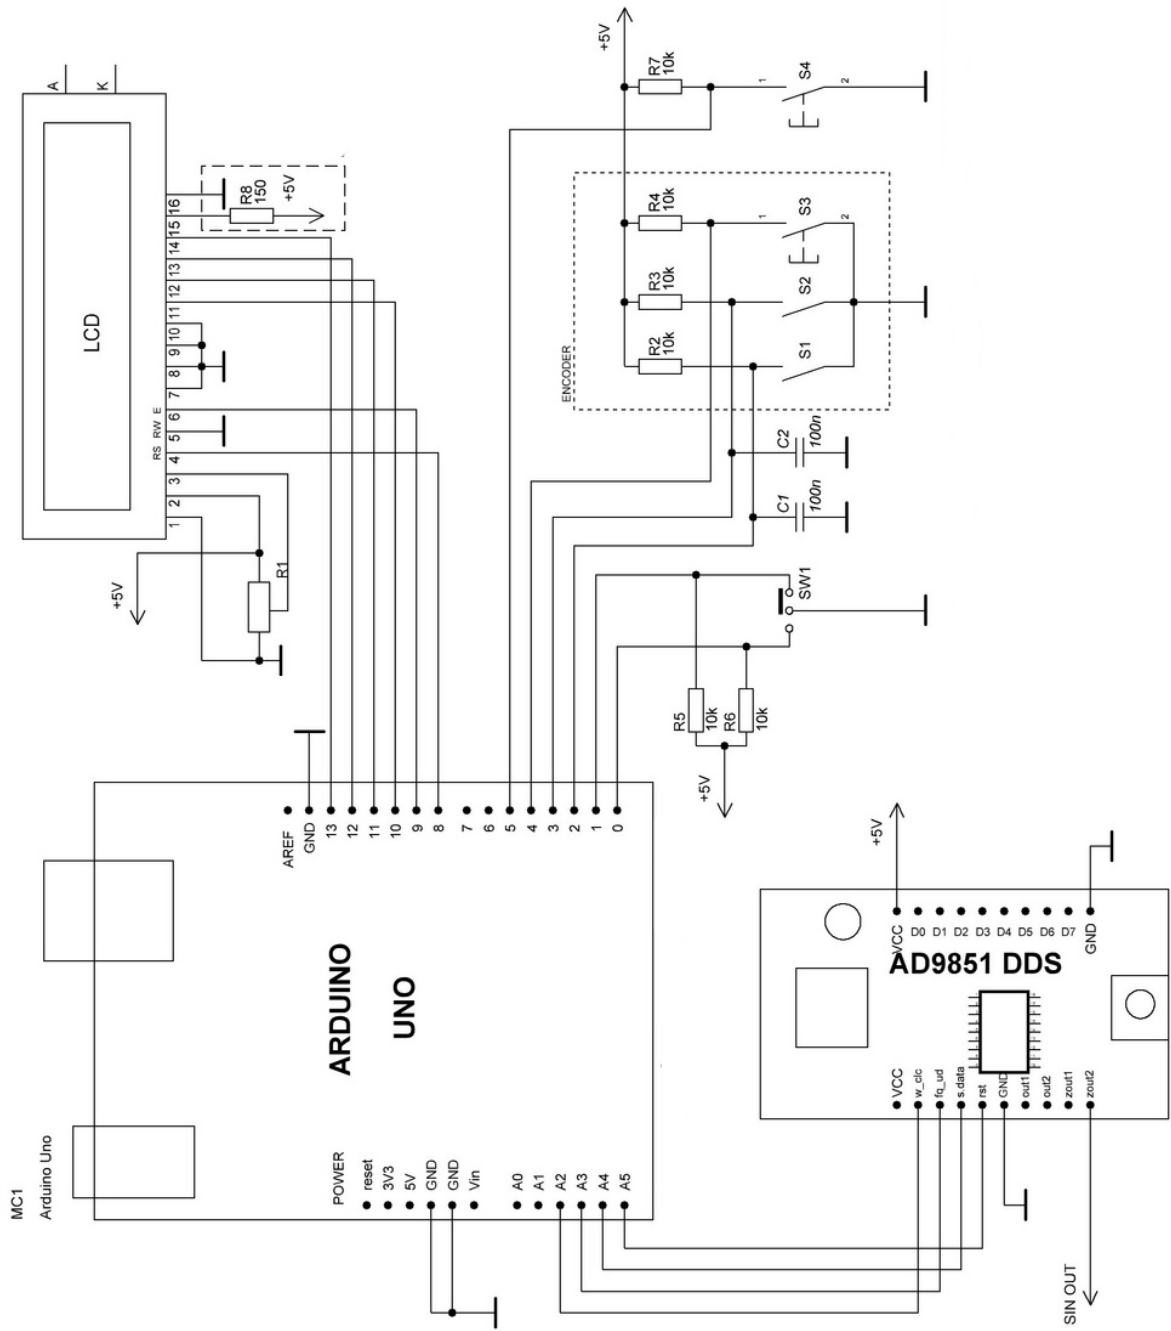 A
K
LCD
16
15
14
13
12
11
10
9
8
7
6
5
4
3
2
1
E
RW
RS
R8
150
+5V
+5V
R1
+5V
R7
10k
S4
1
2
ENCODER
R4
10k
R3
10k
R2
10k
1
S3
2
S2
S1
C2
100n
C1
100n
SW1
R5
10k
R6
10k
+5V
MC1
Arduino Uno
ARDUINO
UNO
AREF
GND
13
12
11
10
9
8
7
6
5
4
3
2
1
0
POWER
reset
3V3
5V
GND
GND
Vin
A0
A1
A2
A3
A4
A5
+5V
VCC
D0
D1
D2
D3
D4
D5
D6
D7
GND
AD9851 DDS
VCC
w_clc
fq_ud
s.data
rst
GND
out1
out2
zout1
zout2
SIN OUT